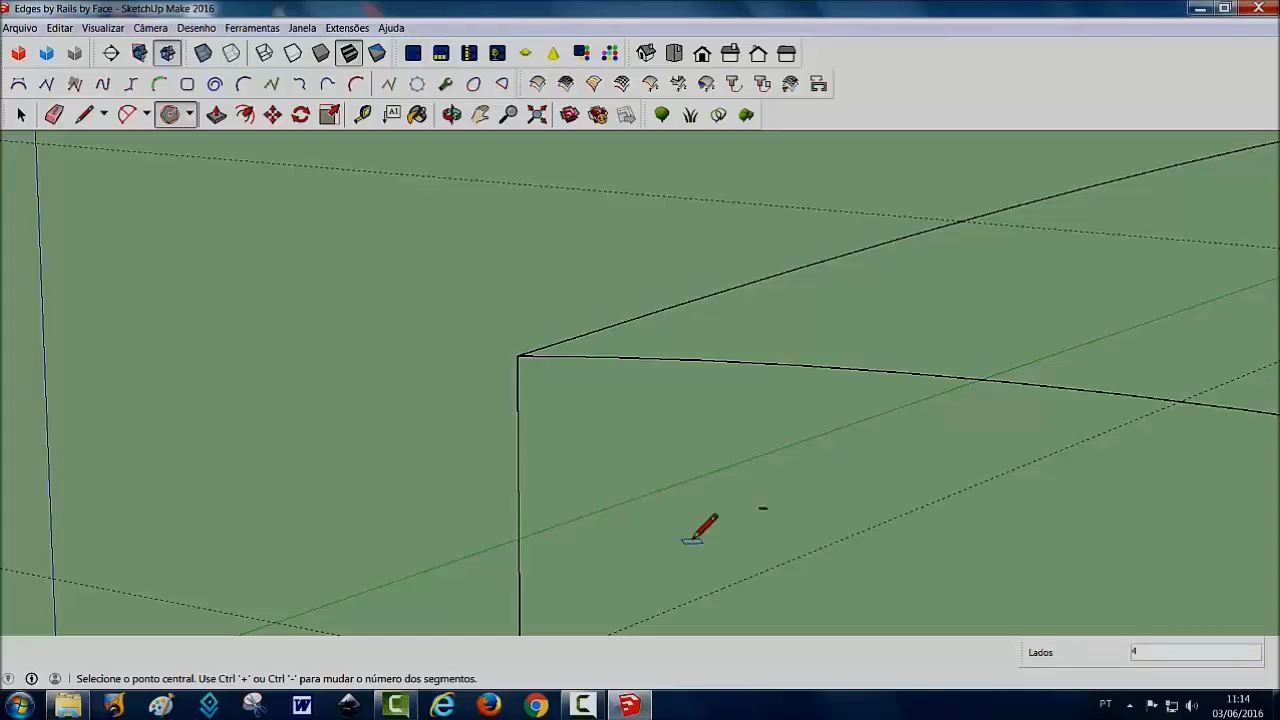 Edges by Rails by Face - SketchUp Make 2016
Arquivo Editar Visualizar Câmera Desenho Ferramentas Janela Extensões Ajuda
A1
Lados 4
Selecione o ponto central. Use Ctrl '+' ou Ctrl '-' para mudar o número dos segmentos.
PT 11:14
03/06/2016